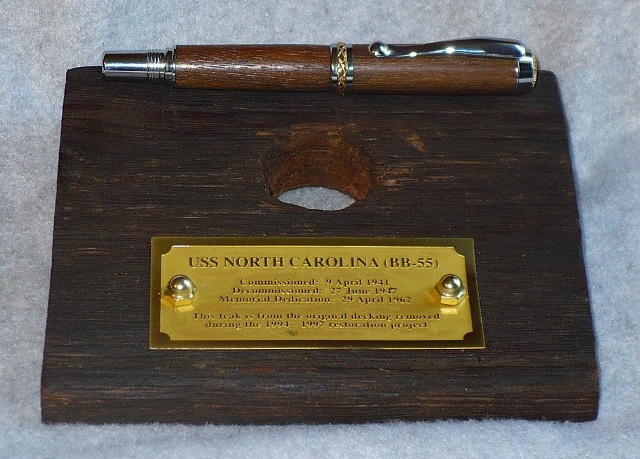 USS NORTH CAROLINA (BB-55)
Commissioned: 9 April 1941
Decommissioned: 27 June 1947
Memorial Dedication: 29 April 1962
This teak is from the original decking removed
during the 1994 - 1997 restoration project